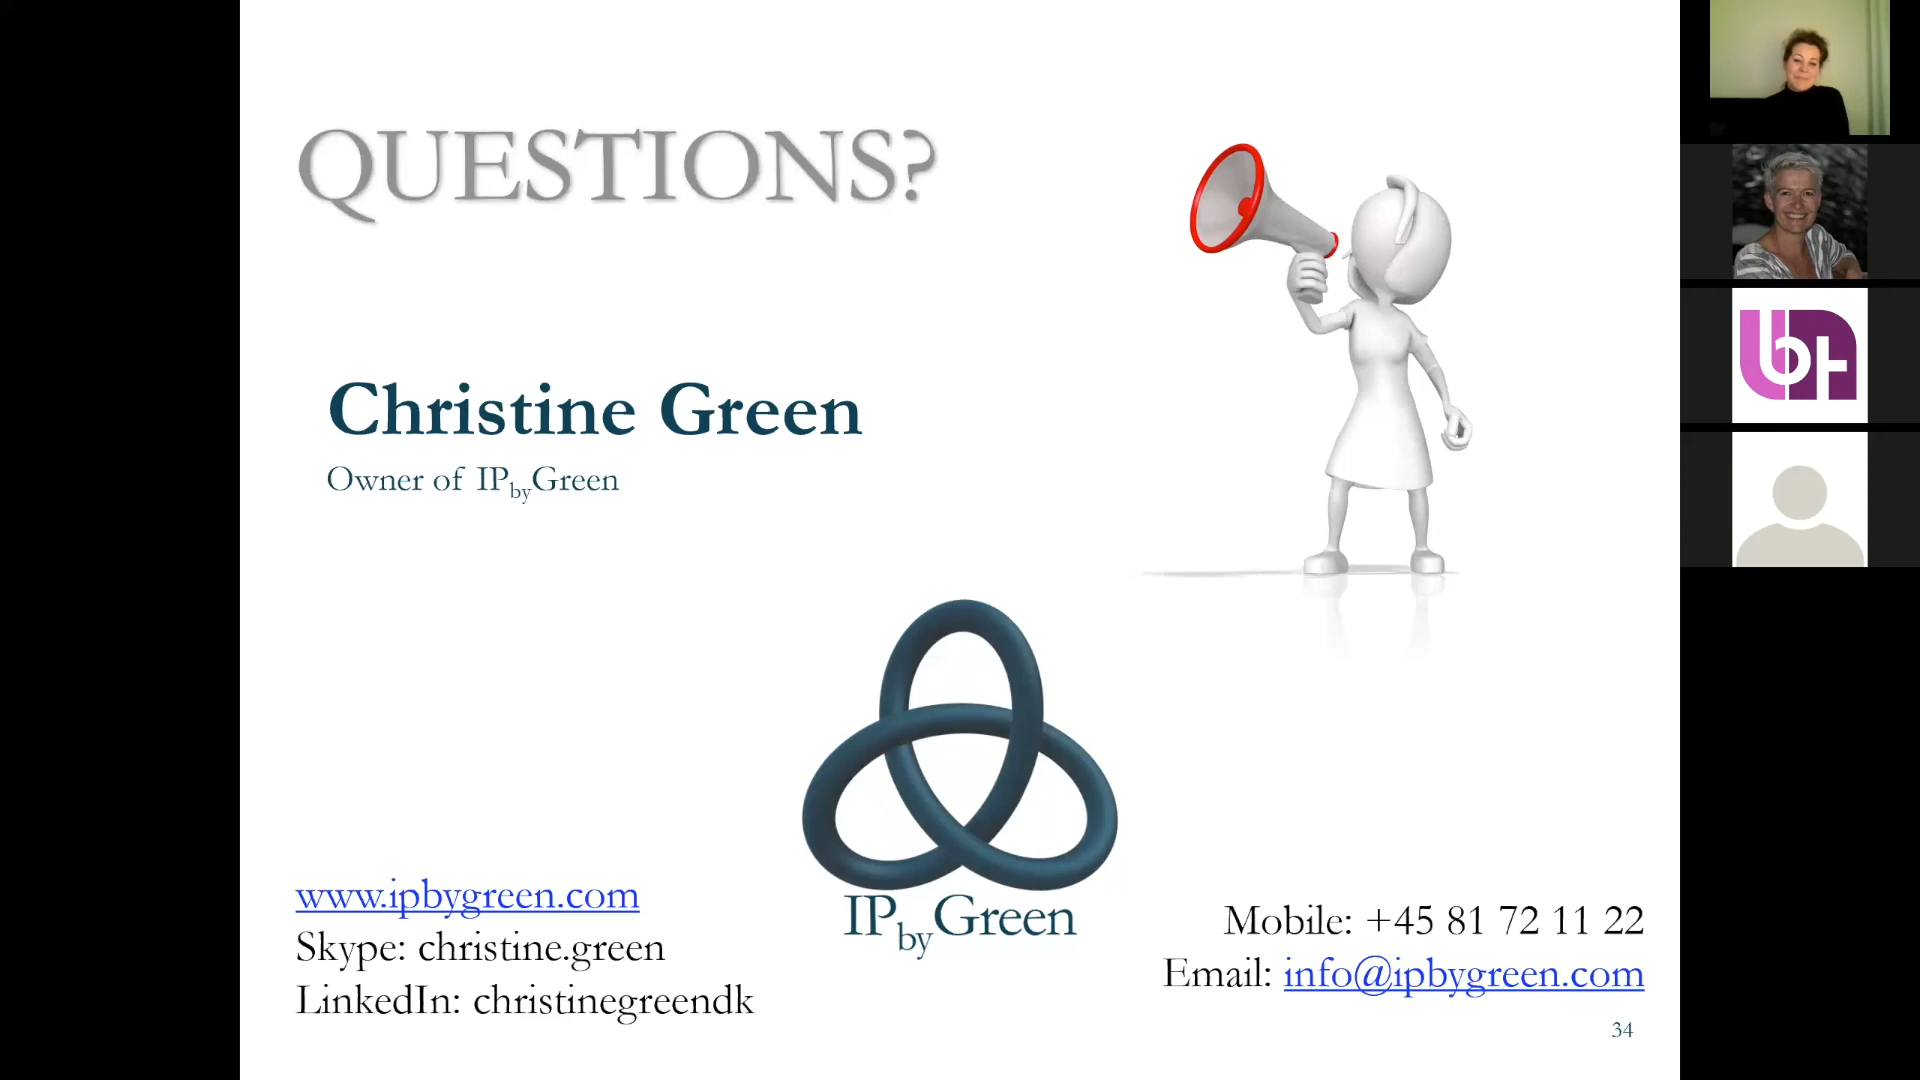 QUESTIONS?
Christine Green
Owner of IPbyGreen
IPbyGreen
www.ipbygreen.com
Skype: christine.green
LinkedIn: christinegreendk
Mobile: +45 81 72 11 22
Email: info@ipbygreen.com
34